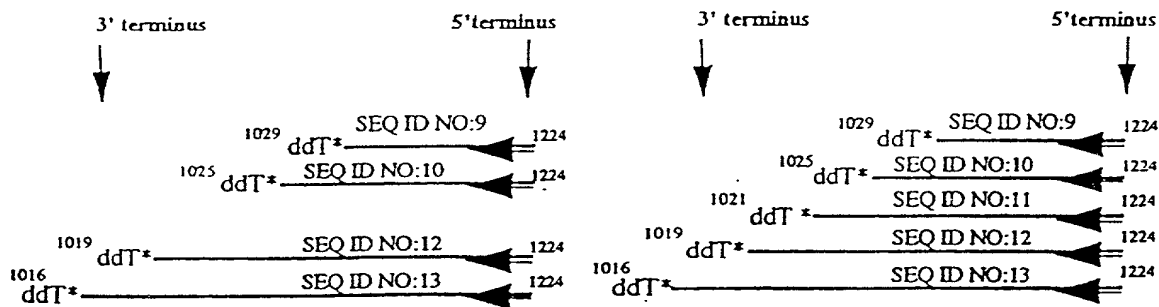 3' terminus 5'terminus
SEQ ID NO:9
1029 ddT* 1224
1025 ddT* SEQ ID NO:10 1224
1019 ddT* SEQ ID NO:12 1224
1016 ddT* SEQ ID NO:13 1224
3' terminus 5'terminus
SEQ ID NO:9
1029 ddT* 1224
1025 ddT* SEQ ID NO:10 1224
1021 ddT * SEQ ID NO:11 1224
1019 ddT* SEQ ID NO:12 1224
1016 ddT* SEQ ID NO:13 1224